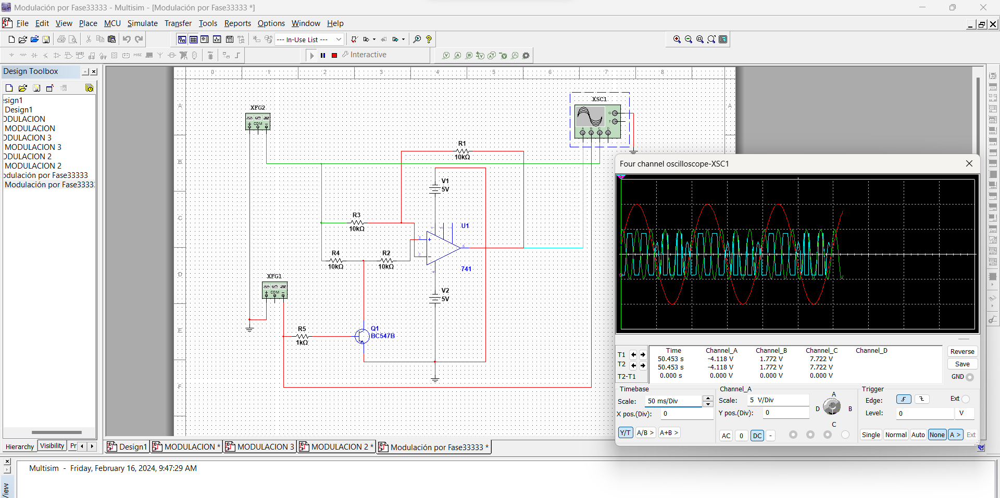 Modulación por Fase33333 - Multisim - [Modulación por Fase33333 *]
File Edit View Place MCU Simulate Transfer Tools Reports Options Window Help
--- In-Use List ---
MISC
Interactive
Design Toolbox
esign1
Design1
ODULACION
MODULACION
ODULACION 3
MODULACION 3
ODULACION 2
MODULACION 2
odulación por Fase33333
Modulación por Fase3333
Hierarchy Visibility Pr
0 1 2 3 4 5 6 7 8
A
B
C
D
E
F
A
XFG2
COM
XSC1
G
T
A B C D
R1
10kΩ
V1
5V
R3
10kΩ
U1
3
2
6
741
R4
10kΩ
R2
10kΩ
XFG1
COM
V2
5V
R5
1kΩ
Q1
BC547B
Four channel oscilloscope-XSC1
Time Channel_A Channel_B Channel_C Channel_D
T1 50.453 s -4.118 V 1.772 V 7.722 V
T2 50.453 s -4.118 V 1.772 V 7.722 V
T2-T1 0.000 s 0.000 V 0.000 V 0.000 V
Reverse
Save
GND
Timebase
Scale: 50 ms/Div
X pos.(Div): 0
Y/T A/B > A+B >
Channel_A
Scale: 5 V/Div
Y pos.(Div): 0
AC 0 DC -
A
D B
C
Trigger
Edge: Ext
Level: 0 V
Single Normal Auto None A > Ext
Design1 MODULACION * MODULACION 3 MODULACION 2 * Modulación por Fase33333 *
Multisim - Friday, February 16, 2024, 9:47:29 AM
View